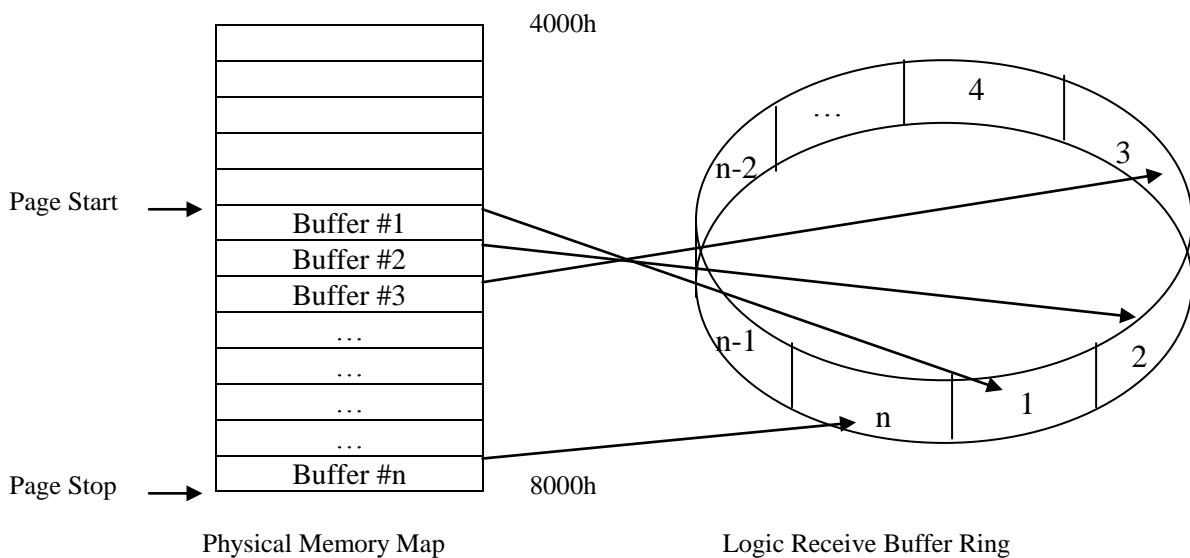 4000h
Page Start
Buffer #1
Buffer #2
Buffer #3
…
…
…
…
Buffer #n
Page Stop
8000h
Physical Memory Map
4
…
3
n-2
n-1
2
1
n
Logic Receive Buffer Ring